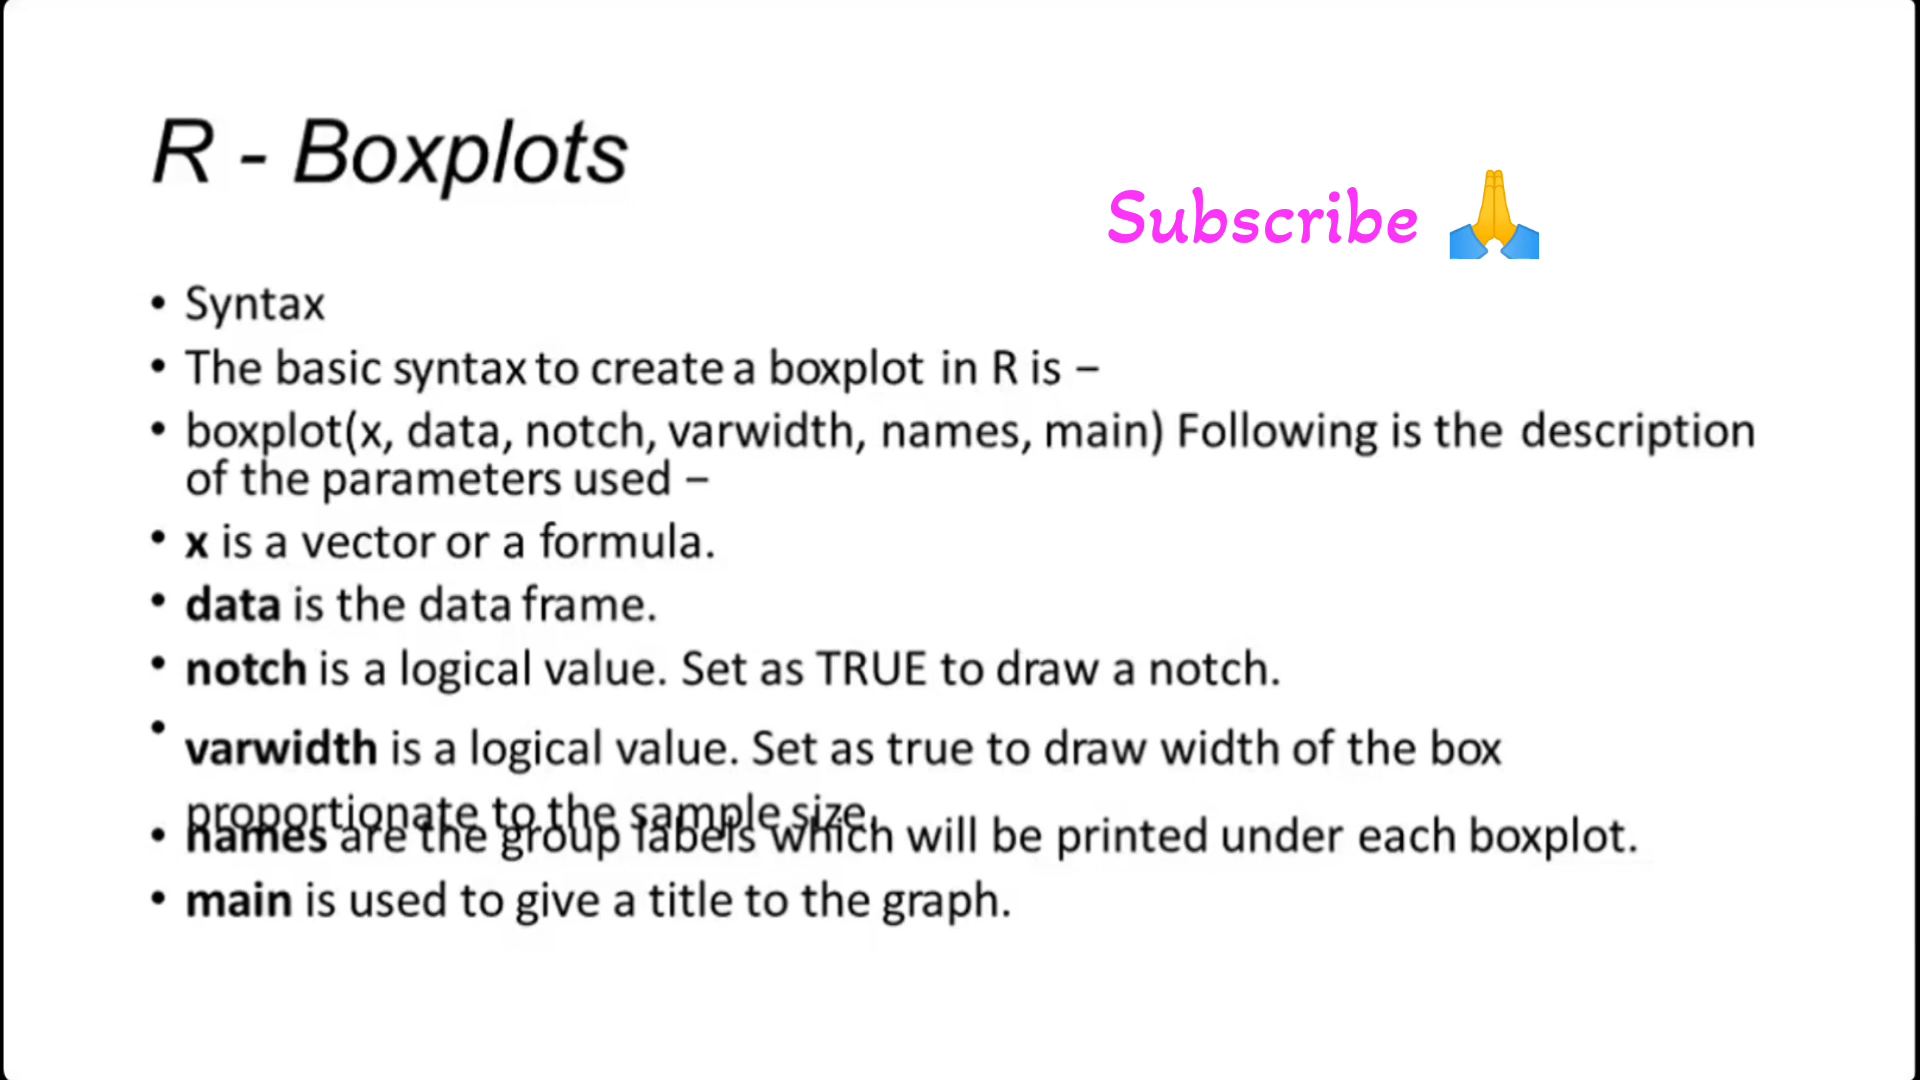 R - Boxplots
Subscribe 🙏
• Syntax
• The basic syntax to create a boxplot in R is –
• boxplot(x, data, notch, varwidth, names, main) Following is the description
of the parameters used –
• x is a vector or a formula.
• data is the data frame.
• notch is a logical value. Set as TRUE to draw a notch.
• varwidth is a logical value. Set as true to draw width of the box
proportionate to the sample size.
• names are the group labels which will be printed under each boxplot.
• main is used to give a title to the graph.